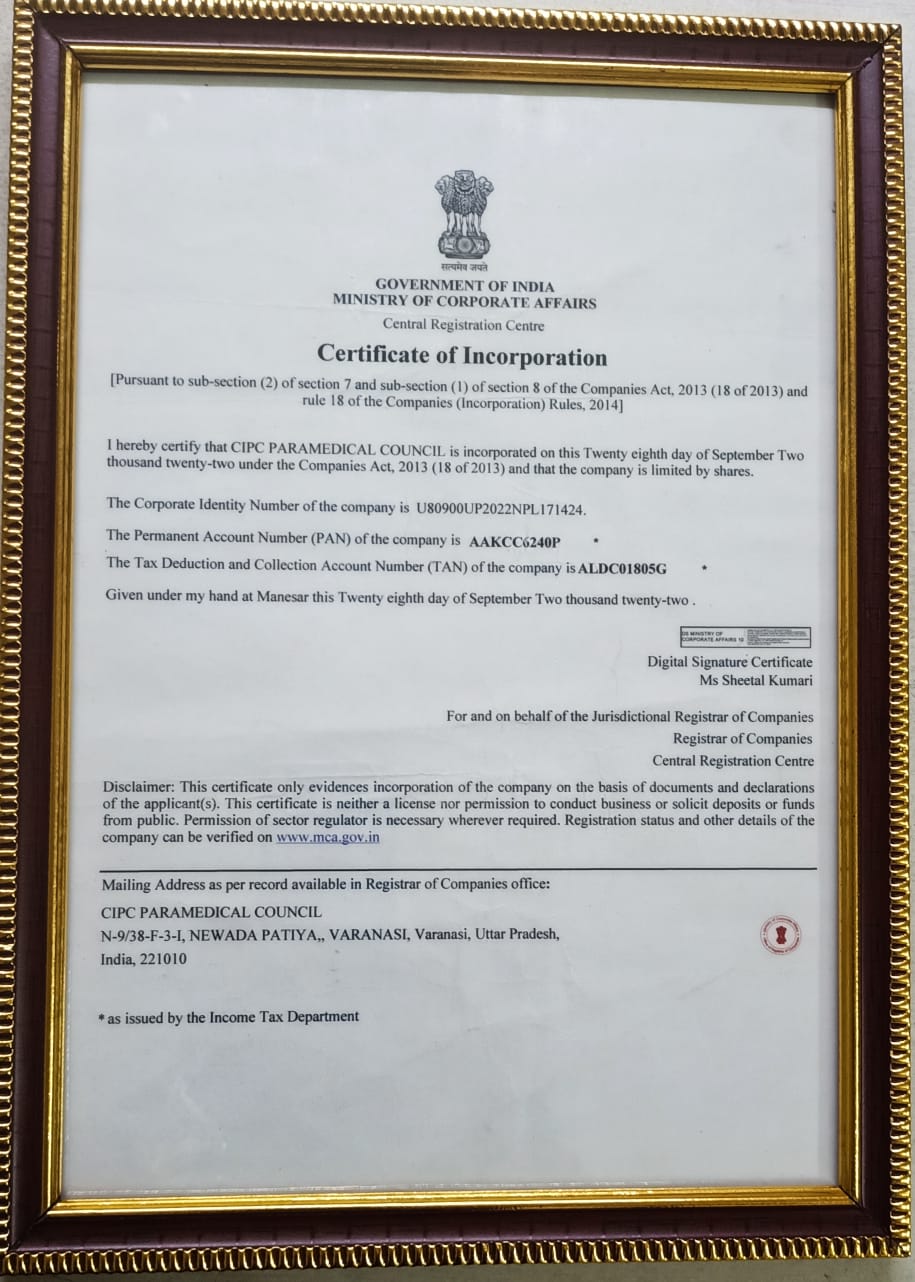 सत्यमेव जयते
GOVERNMENT OF INDIA
MINISTRY OF CORPORATE AFFAIRS
Central Registration Centre
Certificate of Incorporation
[Pursuant to sub-section (2) of section 7 and sub-section (1) of section 8 of the Companies Act, 2013 (18 of 2013) and
rule 18 of the Companies (Incorporation) Rules, 2014]
I hereby certify that CIPC PARAMEDICAL COUNCIL is incorporated on this Twenty eighth day of September Two
thousand twenty-two under the Companies Act, 2013 (18 of 2013) and that the company is limited by shares.
The Corporate Identity Number of the company is U80900UP2022NPL171424.
The Permanent Account Number (PAN) of the company is AAKCC6240P *
The Tax Deduction and Collection Account Number (TAN) of the company is ALDC01805G *
Given under my hand at Manesar this Twenty eighth day of September Two thousand twenty-two .
DS MINISTRY OF
CORPORATE AFFAIRS 10
Digital Signature Certificate
Ms Sheetal Kumari
For and on behalf of the Jurisdictional Registrar of Companies
Registrar of Companies
Central Registration Centre
Disclaimer: This certificate only evidences incorporation of the company on the basis of documents and declarations
of the applicant(s). This certificate is neither a license nor permission to conduct business or solicit deposits or funds
from public. Permission of sector regulator is necessary wherever required. Registration status and other details of the
company can be verified on www.mca.gov.in
Mailing Address as per record available in Registrar of Companies office:
CIPC PARAMEDICAL COUNCIL
N-9/38-F-3-I, NEWADA PATIYA,, VARANASI, Varanasi, Uttar Pradesh,
India, 221010
* as issued by the Income Tax Department